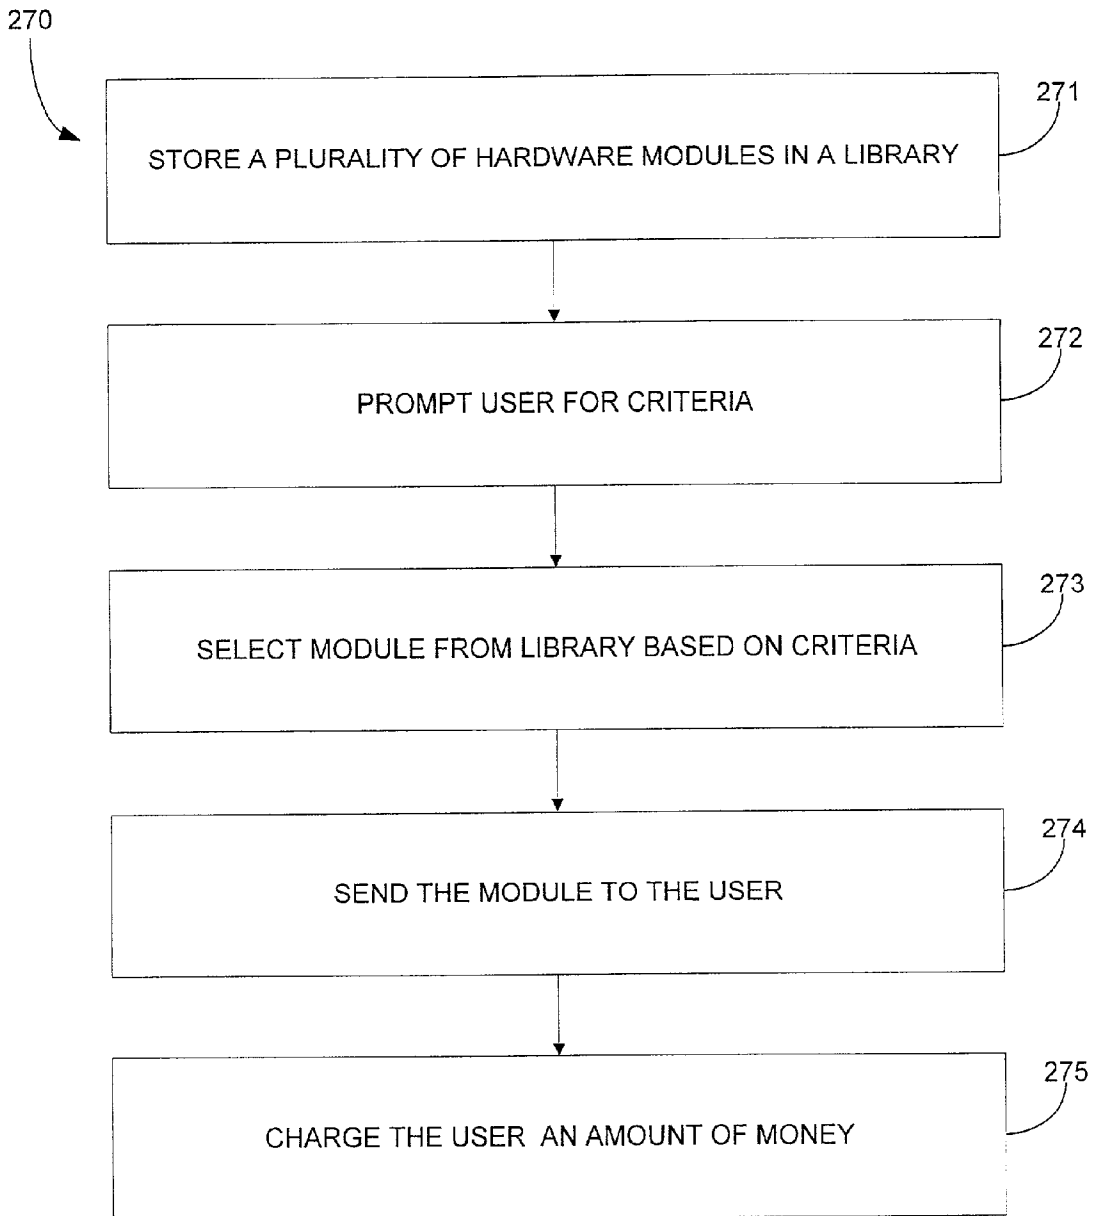 270
271
STORE A PLURALITY OF HARDWARE MODULES IN A LIBRARY
272
PROMPT USER FOR CRITERIA
273
SELECT MODULE FROM LIBRARY BASED ON CRITERIA
274
SEND THE MODULE TO THE USER
275
CHARGE THE USER AN AMOUNT OF MONEY